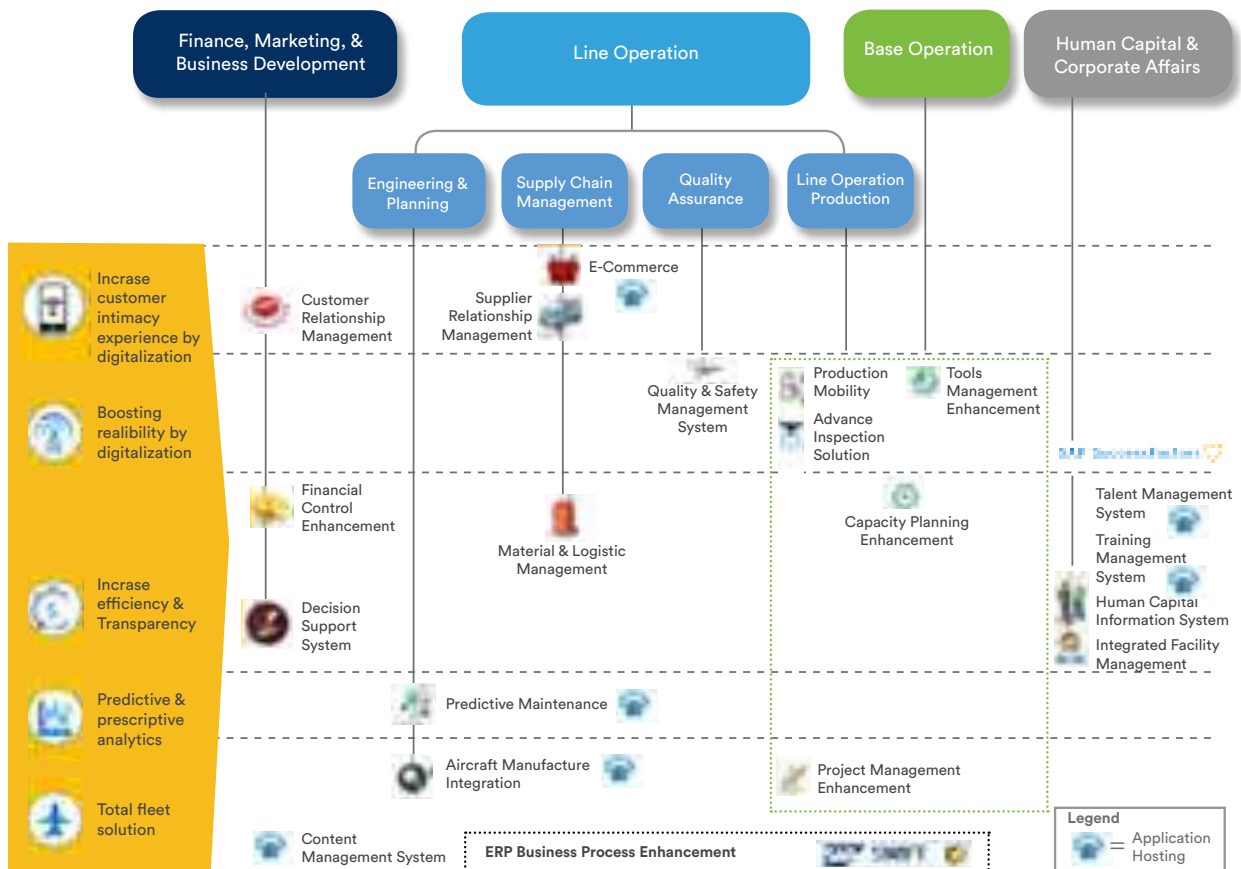 Finance, Marketing, &
Business Development
Line Operation
Base Operation
Human Capital &
Corporate Affairs
Engineering &
Planning
Supply Chain
Management
Quality
Assurance
Line Operation
Production
Incrase
customer
intimacy
experience by
digitalization
Customer
Relationship
Management
E-Commerce
Supplier
Relationship
Management
Boosting
realibility by
digitalization
Quality & Safety
Management
System
Production
Mobility
Advance
Inspection
Solution
Tools
Management
Enhancement
SAP SuccessFactors
Incrase
efficiency &
Transparency
Financial
Control
Enhancement
Decision
Support
System
Material & Logistic
Management
Capacity Planning
Enhancement
Talent Management
System
Training
Management
System
Human Capital
Information System
Integrated Facility
Management
Predictive &
prescriptive
analytics
Predictive Maintenance
Total fleet
solution
Aircraft Manufacture
Integration
Project Management
Enhancement
Content
Management System
ERP Business Process Enhancement
SWIFT
Legend
= Application
Hosting